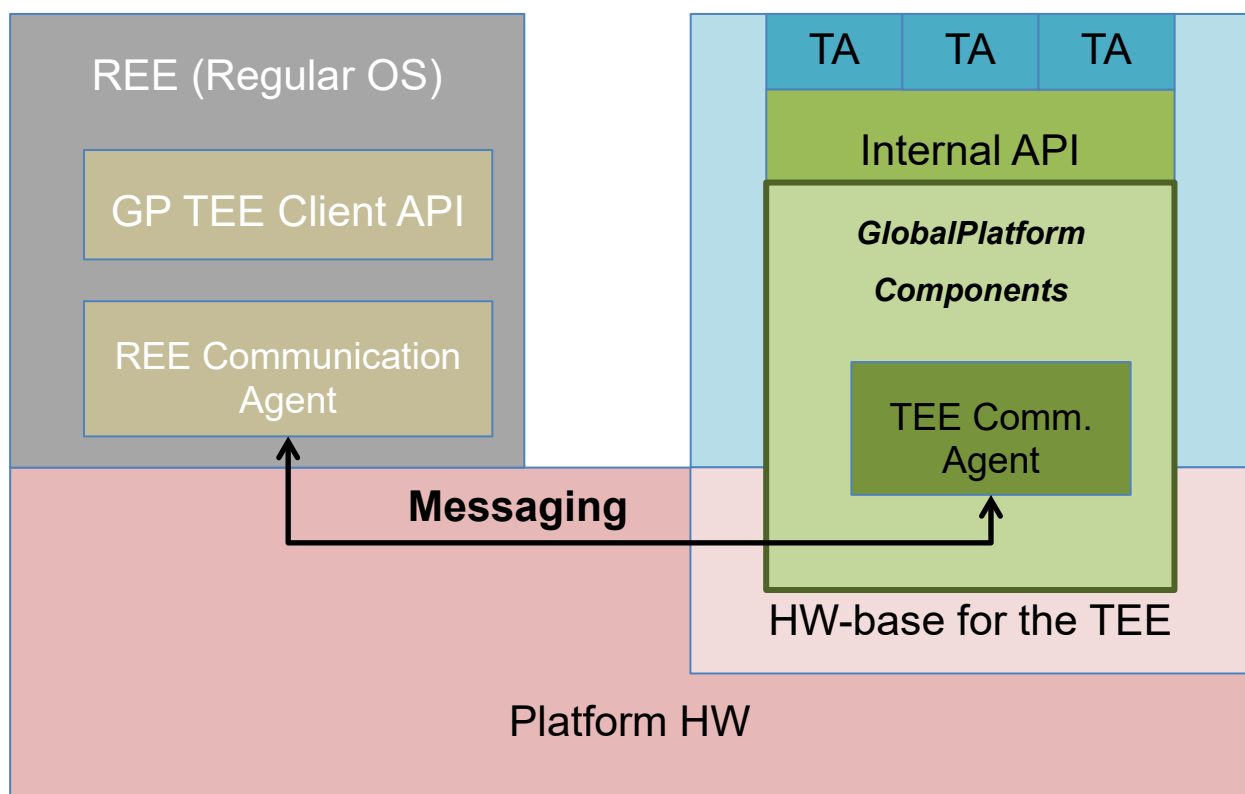 REE (Regular OS)
GP TEE Client API
REE Communication
Agent
TA
TA
TA
Internal API
GlobalPlatform
Components
TEE Comm.
Agent
Messaging
HW-base for the TEE
Platform HW